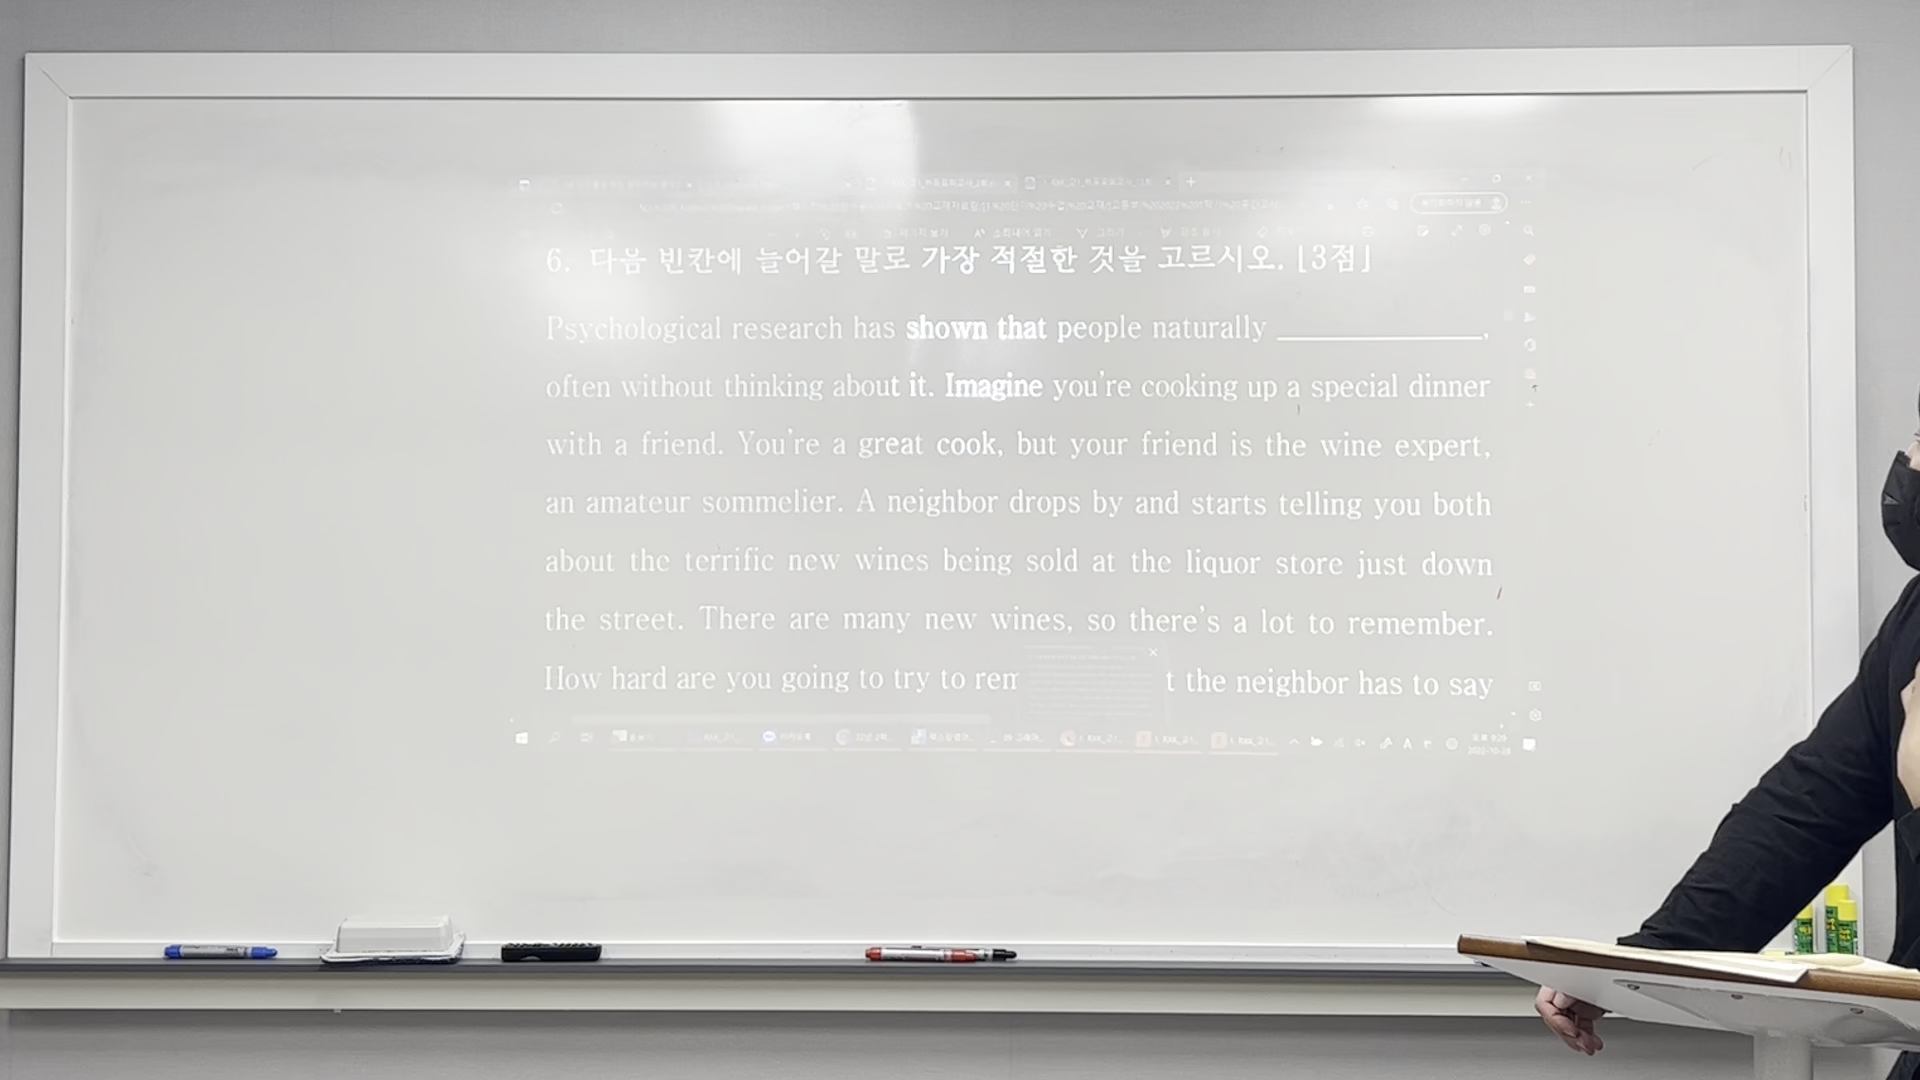 6. 다음 빈칸에 들어갈 말로 가장 적절한 것을 고르시오. [3점]
Psychological research has shown that people naturally ____________,
often without thinking about it. Imagine you're cooking up a special dinner
with a friend. You're a great cook, but your friend is the wine expert,
an amateur sommelier. A neighbor drops by and starts telling you both
about the terrific new wines being sold at the liquor store just down
the street. There are many new wines, so there's a lot to remember.
How hard are you going to try to rem t the neighbor has to say